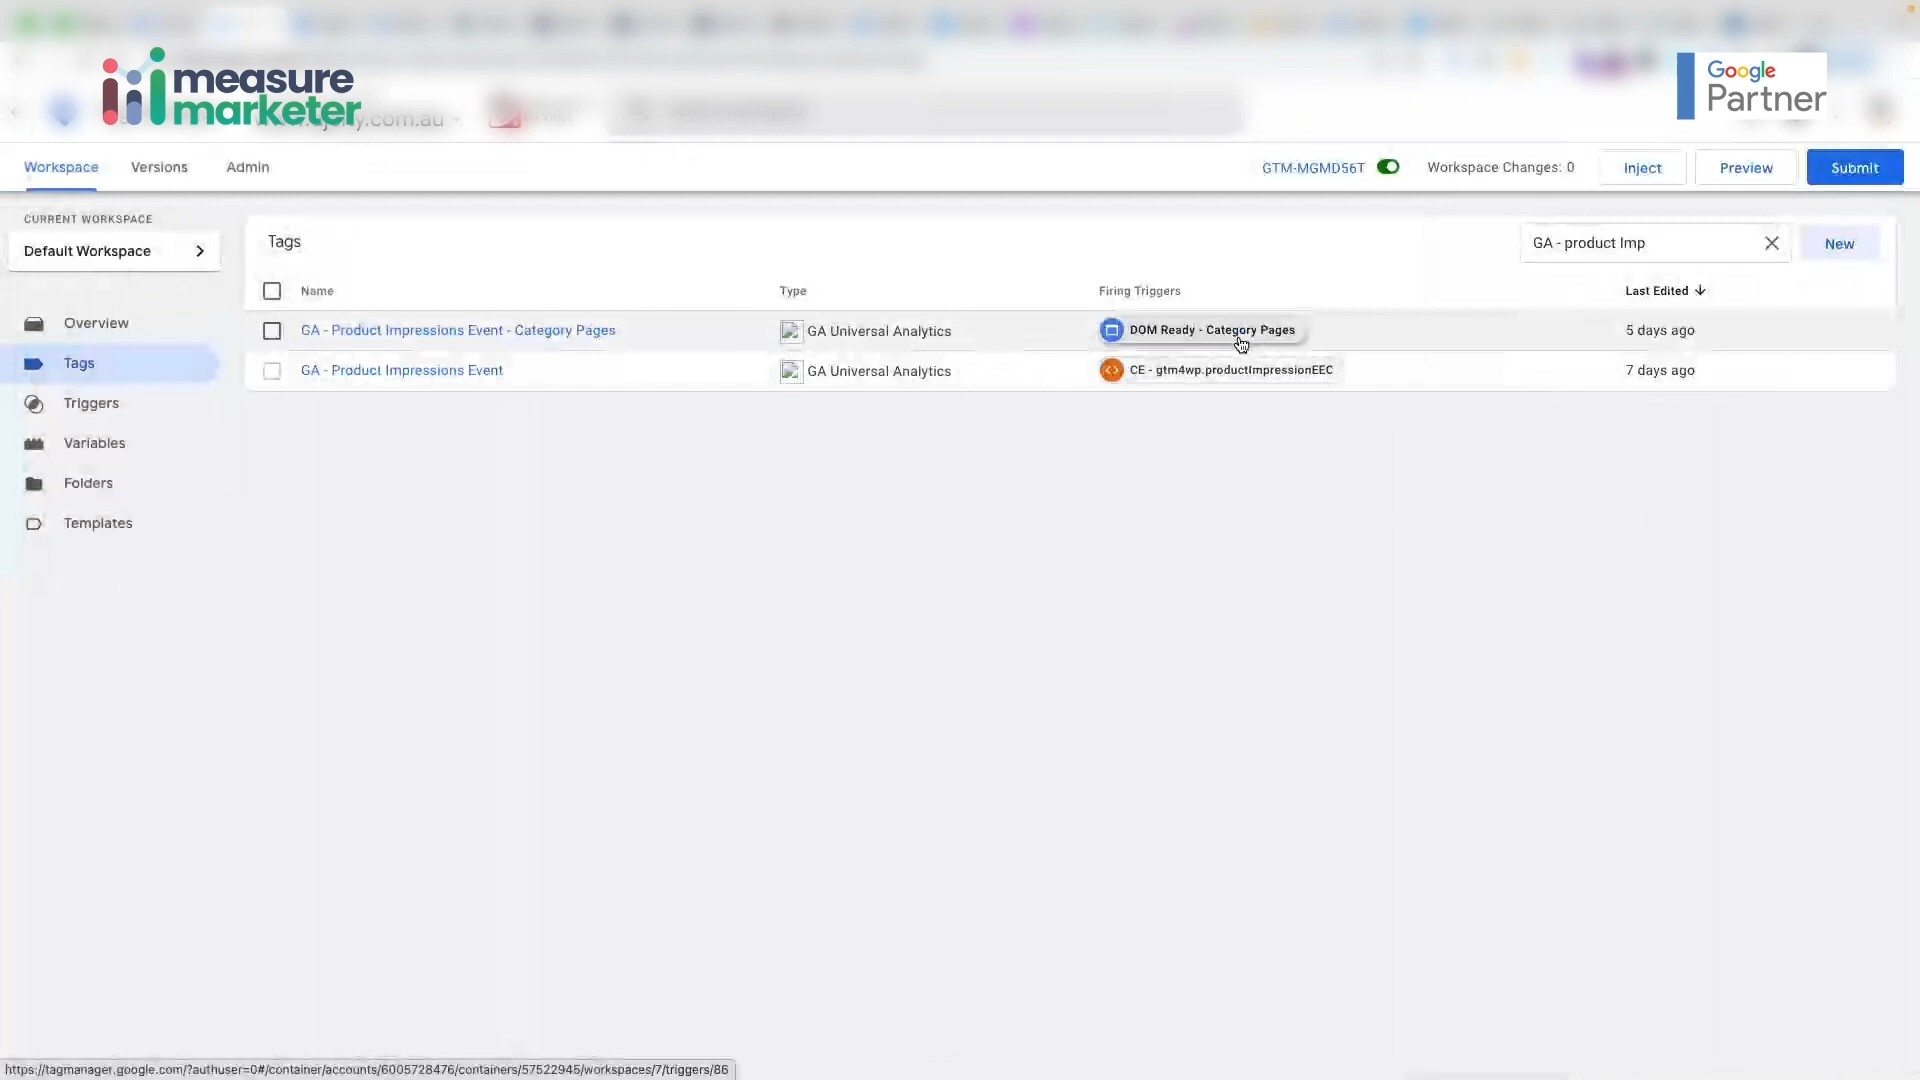 measure
marketer
.com.au
Google
Partner
Workspace
Versions
Admin
GTM-MGMD56T
Workspace Changes: 0
Inject
Preview
Submit
CURRENT WORKSPACE
Default Workspace
Overview
Tags
Triggers
Variables
Folders
Templates
Tags
GA - product Imp
New
Name
Type
Firing Triggers
Last Edited
GA - Product Impressions Event - Category Pages
GA Universal Analytics
DOM Ready - Category Pages
5 days ago
GA - Product Impressions Event
GA Universal Analytics
CE - gtm4wp.productImpressionEEC
7 days ago
https://tagmanager.google.com/?authuser=0#/container/accounts/6005728476/containers/57522945/workspaces/7/triggers/86